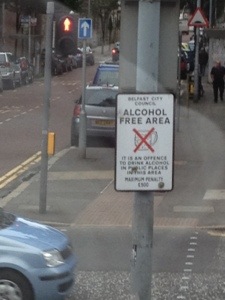 BELFAST CITY
COUNCIL
ALCOHOL
FREE AREA
IT IS AN OFFENCE
TO DRINK ALCOHOL
IN PUBLIC PLACES
IN THIS AREA
MAXIMUM PENALTY
£500